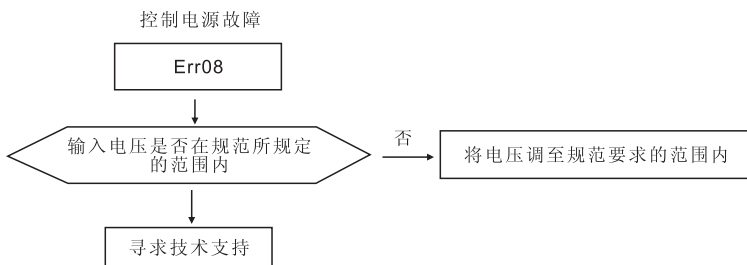 控制电源故障
Err08
输入电压是否在规范所规定
的范围内
否
将电压调至规范要求的范围内
寻求技术支持